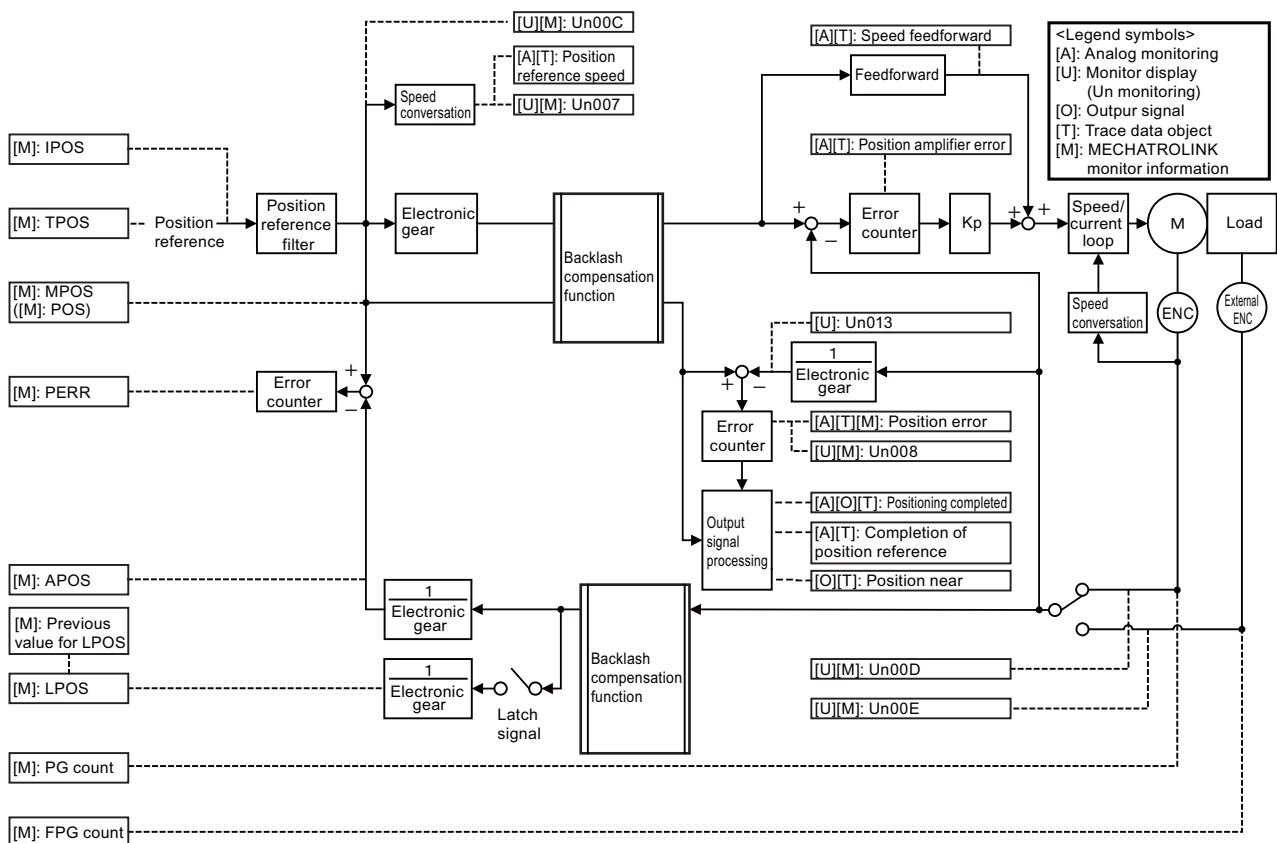 [U][M]: Un00C
[A][T]: Position
reference speed
[U][M]: Un007
Speed
conversation
[A][T]: Speed feedforward
Feedforward
[A][T]: Position amplifier error
<Legend symbols>
[A]: Analog monitoring
[U]: Monitor display
(Un monitoring)
[O]: Outpur signal
[T]: Trace data object
[M]: MECHATROLINK
monitor information
[M]: IPOS
[M]: TPOS
Position
reference
Position
reference
filter
Electronic
gear
Backlash
compensation
function
+
−
Error
counter
Kp
+
+
Speed/
current
loop
M
Load
[M]: MPOS
([M]: POS)
Speed
conversation
ENC
External
ENC
[U]: Un013
1
Electronic
gear
+
−
[M]: PERR
Error
counter
+
−
Error
counter
[A][T][M]: Position error
[U][M]: Un008
Output
signal
processing
[A][O][T]: Positioning completed
[A][T]: Completion of
position reference
[O][T]: Position near
[M]: APOS
1
Electronic
gear
Backlash
compensation
function
[M]: Previous
value for LPOS
[M]: LPOS
1
Electronic
gear
Latch
signal
[U][M]: Un00D
[U][M]: Un00E
[M]: PG count
[M]: FPG count